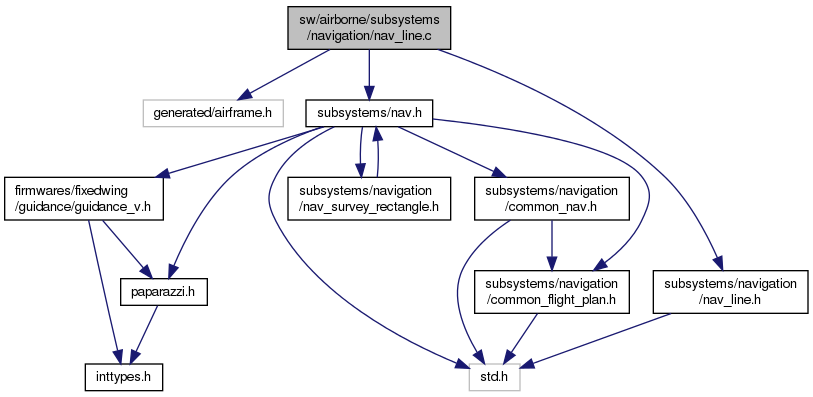 sw/airborne/subsystems
/navigation/nav_line.c
generated/airframe.h
subsystems/nav.h
firmwares/fixedwing
/guidance/guidance_v.h
subsystems/navigation
/nav_survey_rectangle.h
subsystems/navigation
/common_nav.h
paparazzi.h
subsystems/navigation
/common_flight_plan.h
subsystems/navigation
/nav_line.h
inttypes.h
std.h